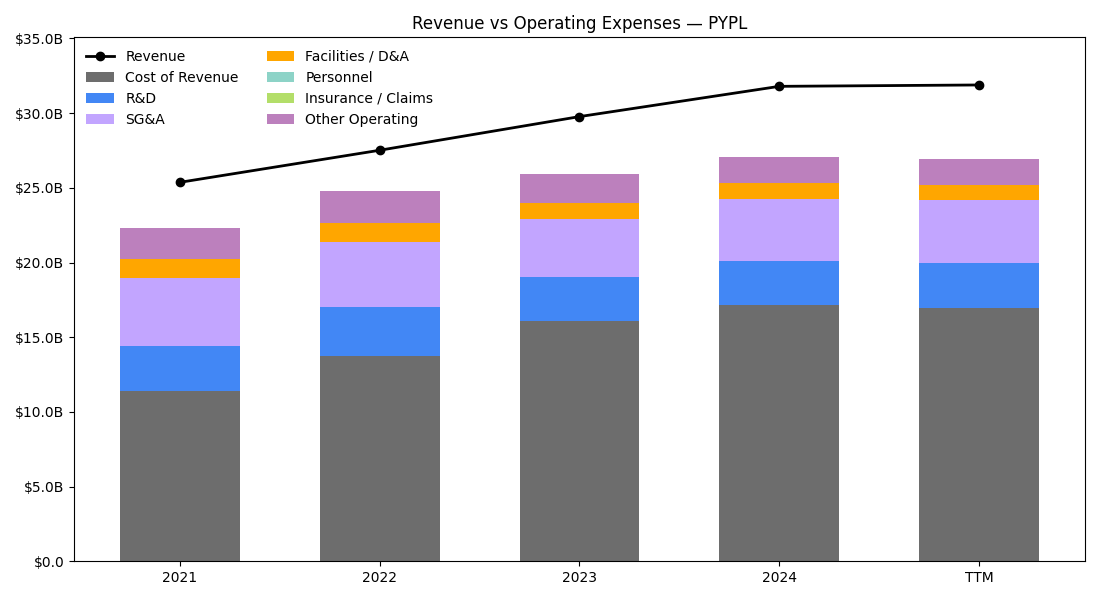 Revenue vs Operating Expenses — PYPL
$35.0B
$30.0B
$25.0B
$20.0B
$15.0B
$10.0B
$5.0B
$0.0
Revenue
Cost of Revenue
R&D
SG&A
Facilities / D&A
Personnel
Insurance / Claims
Other Operating
2021
2022
2023
2024
TTM